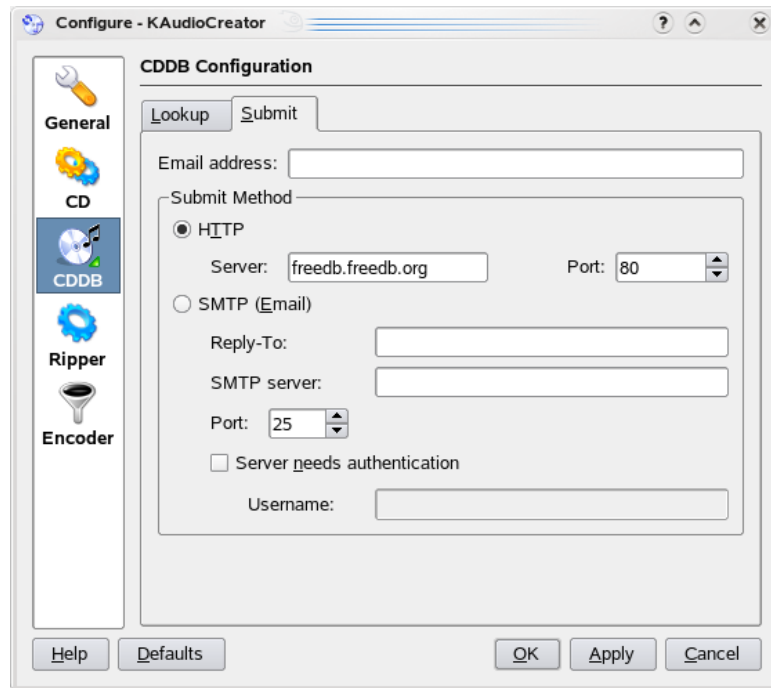 Configure - KAudioCreator
General
CD
CDDB
Ripper
Encoder
CDDB Configuration
Lookup
Submit
Email address:
Submit Method
HTTP
Server: freedb.freedb.org Port: 80
SMTP (Email)
Reply-To:
SMTP server:
Port: 25
Server needs authentication
Username:
Help Defaults OK Apply Cancel